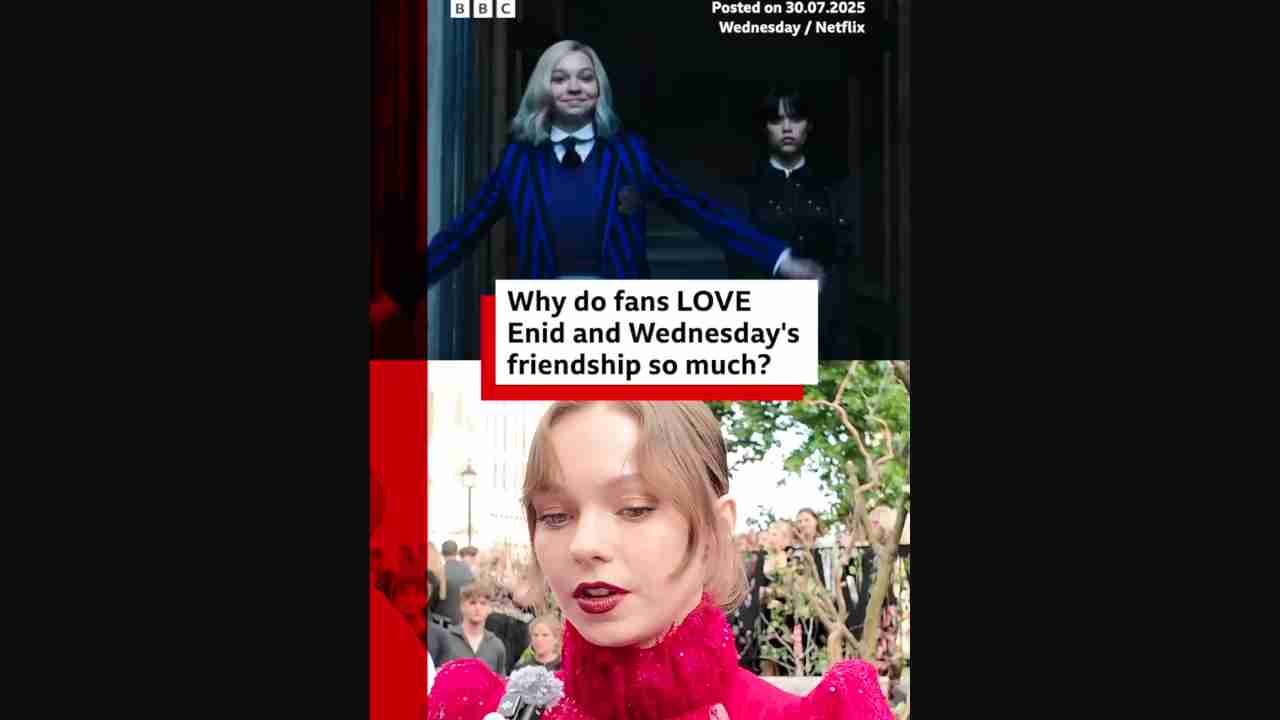 BBC
Posted on 30.07.2025
Wednesday / Netflix
Why do fans LOVE
Enid and Wednesday's
friendship so much?